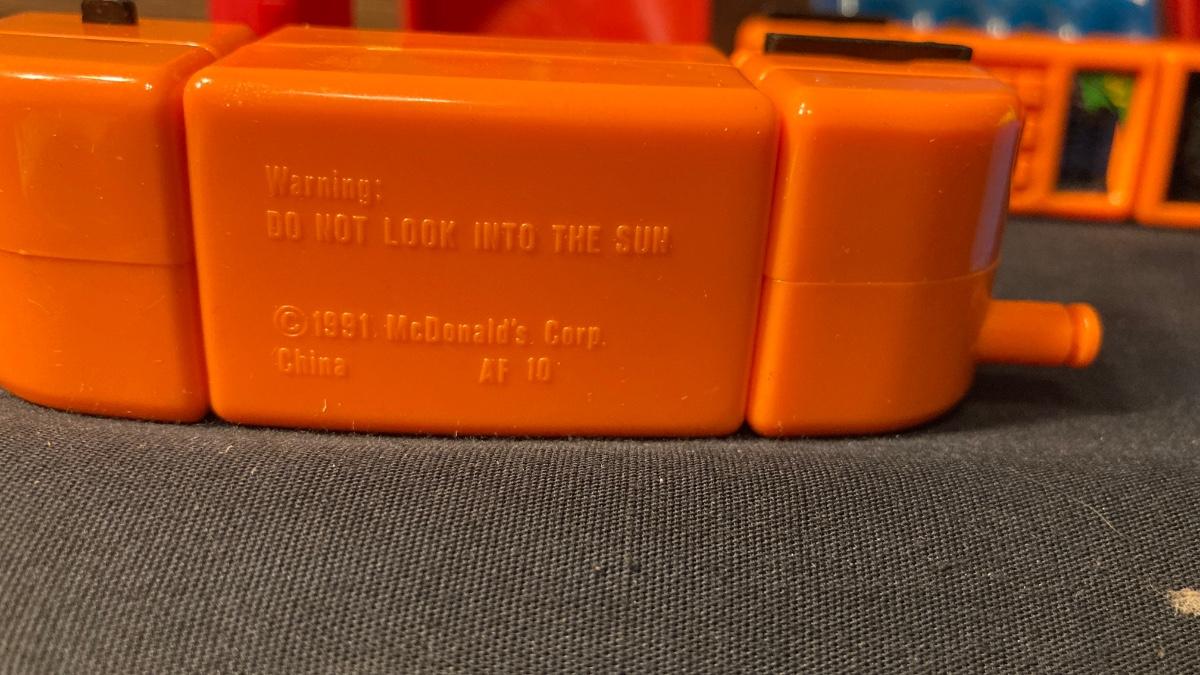 Warning:
DO NOT LOOK INTO THE SUN
©1991 McDonald's Corp.
China AF 10